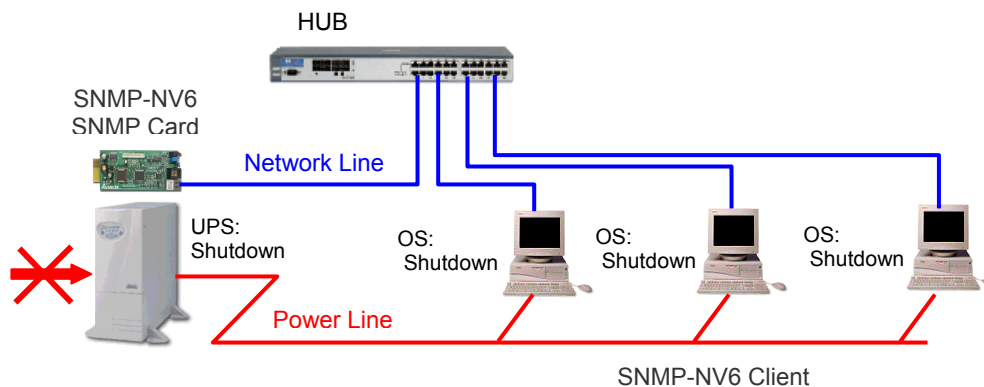 HUB
SNMP-NV6
SNMP Card
Network Line
UPS:
Shutdown
OS:
Shutdown
OS:
Shutdown
OS:
Shutdown
Power Line
SNMP-NV6 Client